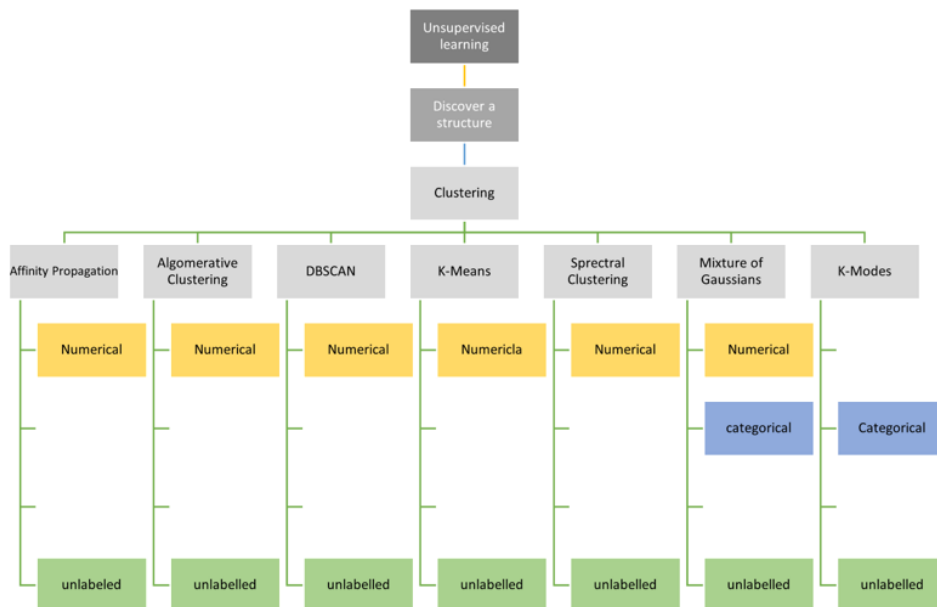 Unsupervised
learning
Discover a
structure
Clustering
Affinity Propagation
Algomerative
Clustering
DBSCAN
K-Means
Sprectral
Clustering
Mixture of
Gaussians
K-Modes
Numerical
Numerical
Numerical
Numericla
Numerical
Numerical
categorical
Categorical
unlabeled
unlabelled
unlabelled
unlabelled
unlabelled
unlabelled
unlabelled